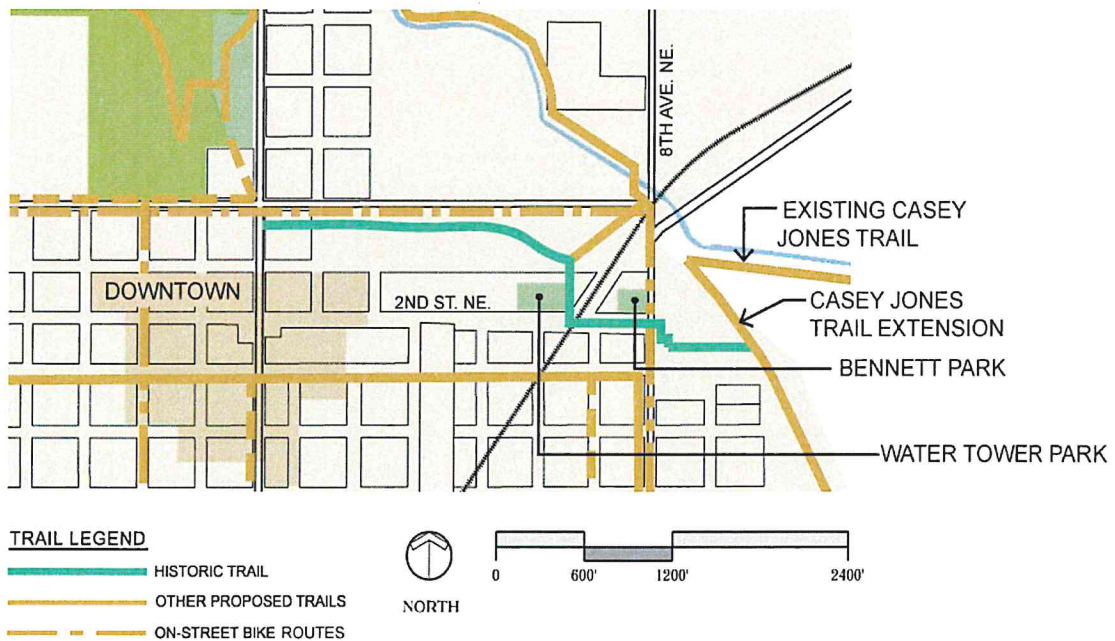 8TH AVE. NE.
EXISTING CASEY
JONES TRAIL
DOWNTOWN
2ND ST. NE.
CASEY JONES
TRAIL EXTENSION
BENNETT PARK
WATER TOWER PARK
TRAIL LEGEND
HISTORIC TRAIL
OTHER PROPOSED TRAILS
ON-STREET BIKE ROUTES
NORTH
0 600' 1200' 2400'